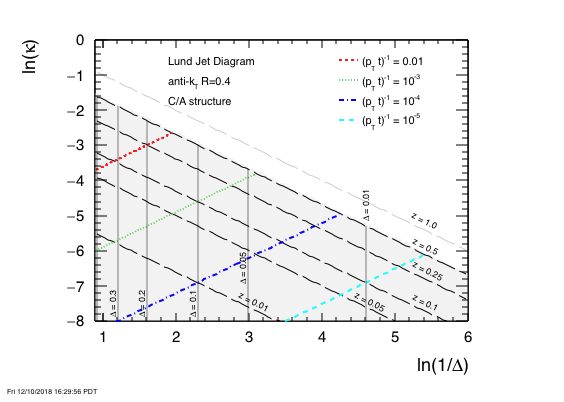 ln(κ)
0
−1
−2
−3
−4
−5
−6
−7
−8
Lund Jet Diagram
anti-k_T R=0.4
C/A structure
(p_T t)⁻¹ = 0.01
(p_T t)⁻¹ = 10⁻³
(p_T t)⁻¹ = 10⁻⁴
(p_T t)⁻¹ = 10⁻⁵
Δ = 0.3
Δ = 0.2
Δ = 0.1
Δ = 0.05
Δ = 0.01
z = 1.0
z = 0.5
z = 0.25
z = 0.1
z = 0.05
z = 0.01
1 2 3 4 5 6
ln(1/Δ)
Fri 12/10/2018 16:29:56 PDT